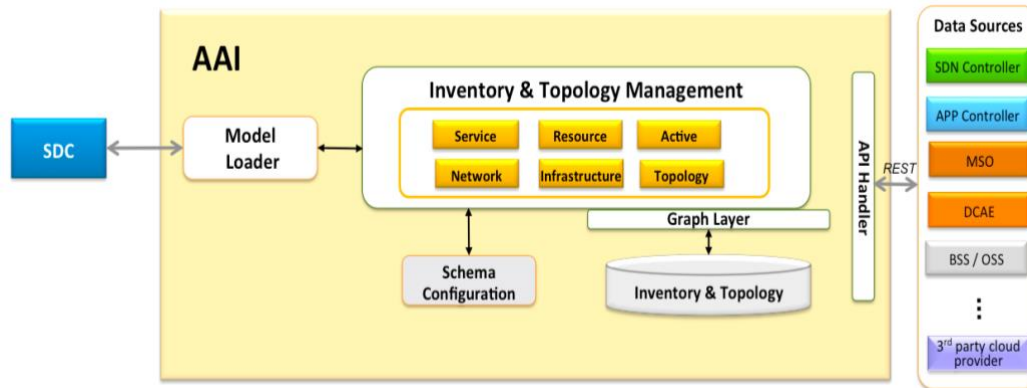 AAI
SDC
Model
Loader
Inventory & Topology Management
Service
Resource
Active
Network
Infrastructure
Topology
Graph Layer
Schema
Configuration
Inventory & Topology
API Handler
REST
Data Sources
SDN Controller
APP Controller
MSO
DCAE
BSS / OSS
⋮
3rd party cloud
provider